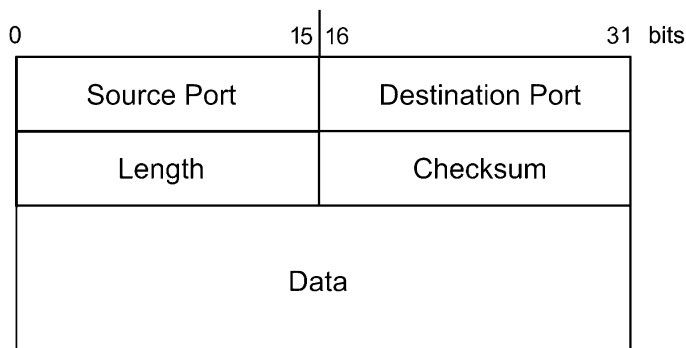 0 15 16 31 bits
Source Port Destination Port
Length Checksum
Data